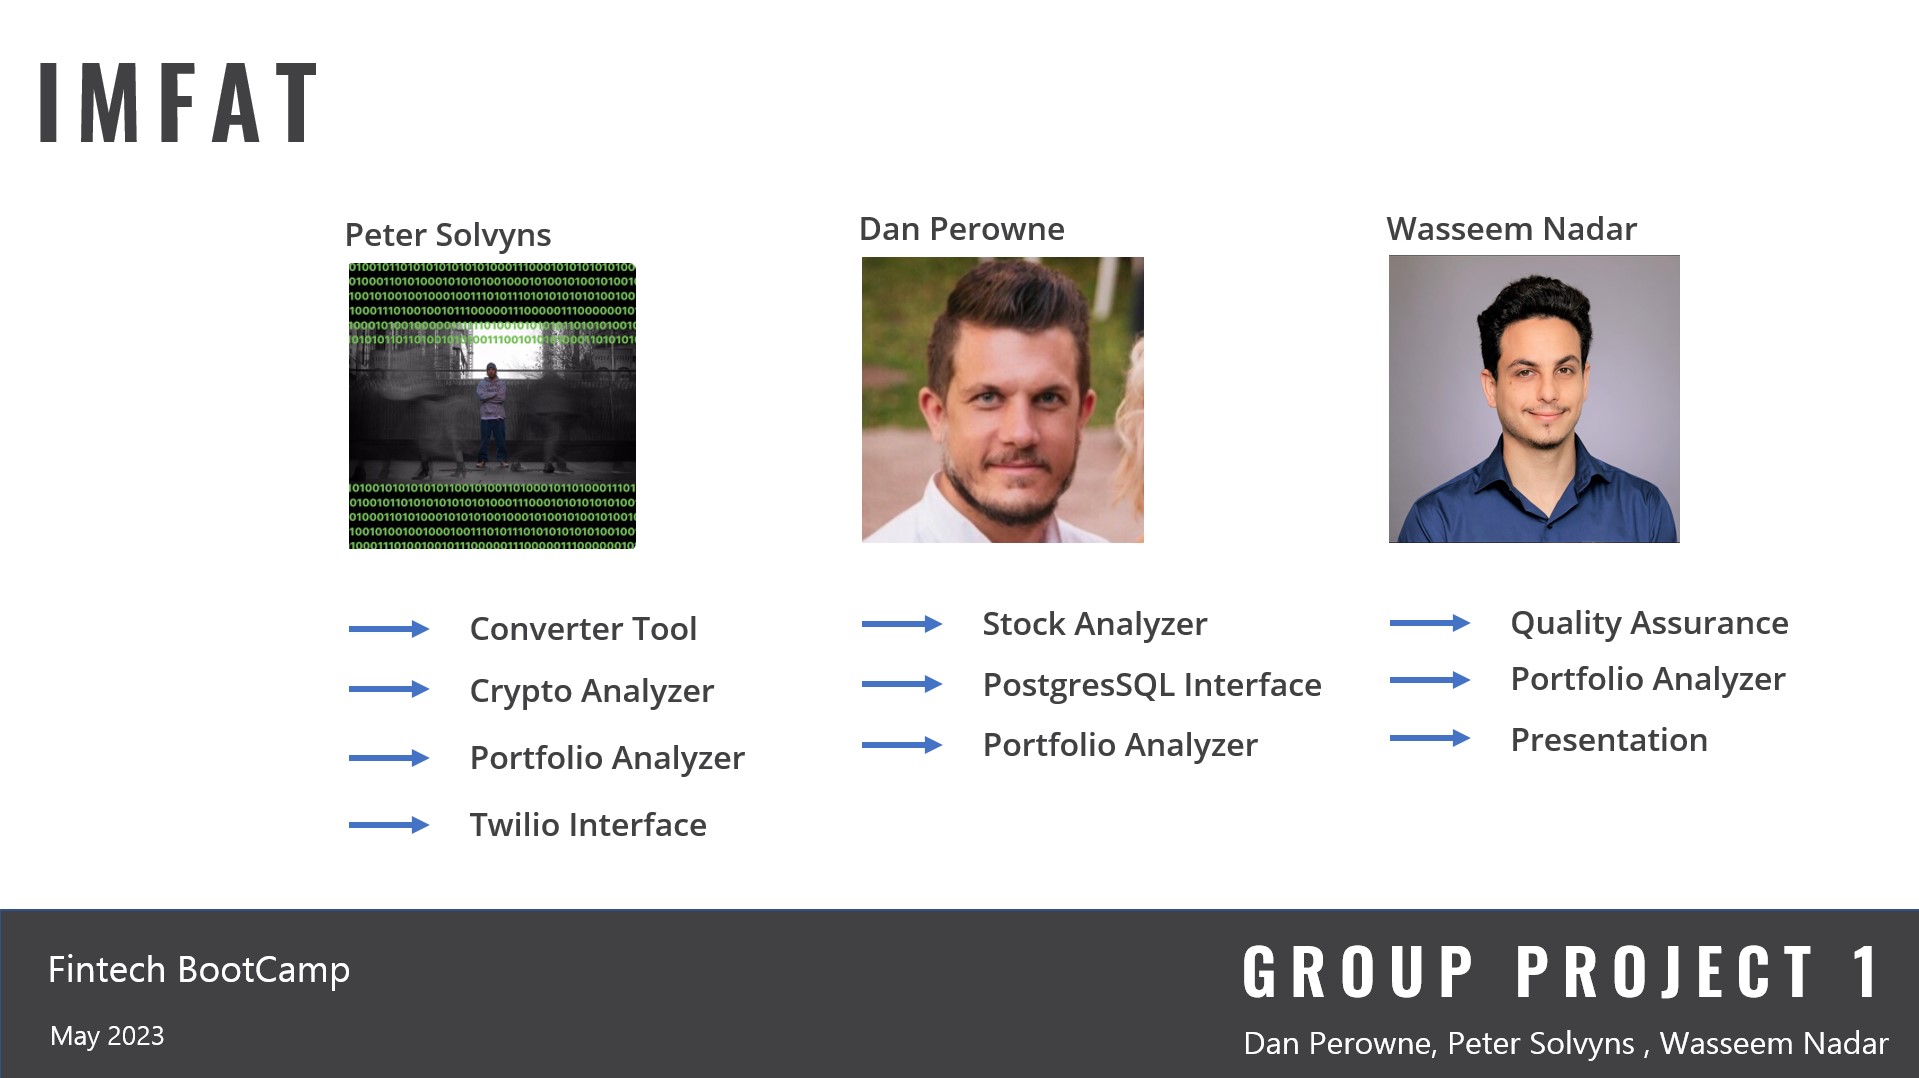 IMFAT
Peter Solvyns
Converter Tool
Crypto Analyzer
Portfolio Analyzer
Twilio Interface
Dan Perowne
Stock Analyzer
PostgresSQL Interface
Portfolio Analyzer
Wasseem Nadar
Quality Assurance
Portfolio Analyzer
Presentation
Fintech BootCamp
May 2023
GROUP PROJECT 1
Dan Perowne, Peter Solvyns , Wasseem Nadar